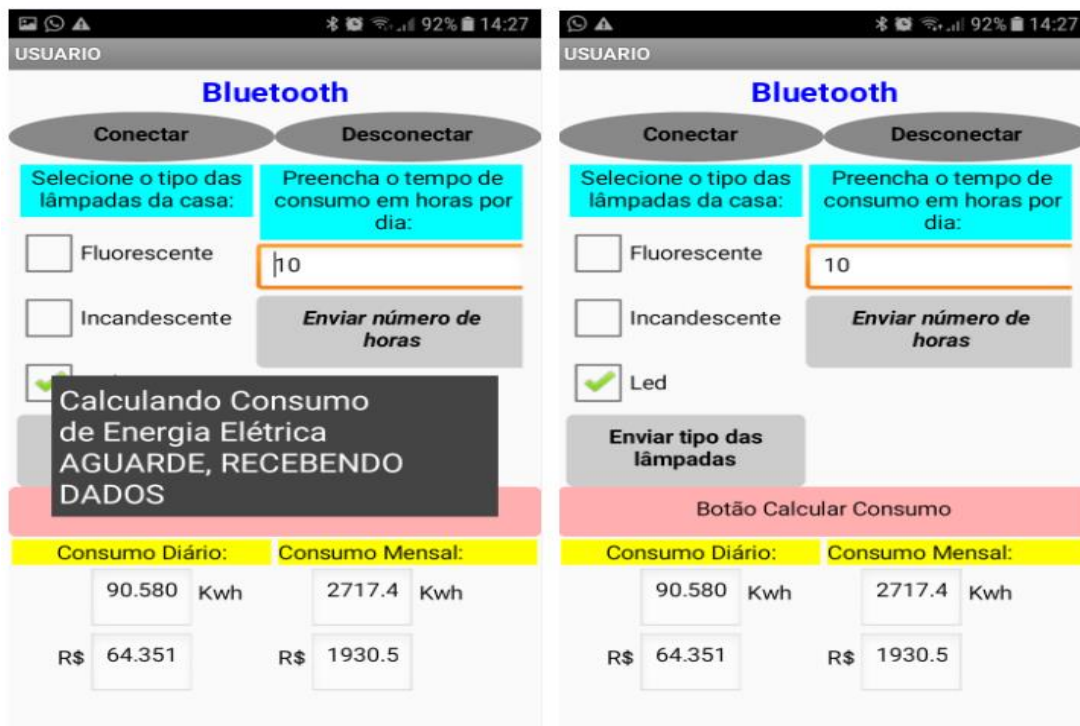 92% 14:27
USUARIO
Bluetooth
Conectar
Desconectar
Selecione o tipo das
lâmpadas da casa:
Preencha o tempo de
consumo em horas por
dia:
Fluorescente
10
Incandescente
Enviar número de
horas
Calculando Consumo
de Energia Elétrica
AGUARDE, RECEBENDO
DADOS
Consumo Diário:
Consumo Mensal:
90.580 Kwh
2717.4 Kwh
R$ 64.351
R$ 1930.5
92% 14:27
USUARIO
Bluetooth
Conectar
Desconectar
Selecione o tipo das
lâmpadas da casa:
Preencha o tempo de
consumo em horas por
dia:
Fluorescente
10
Incandescente
Enviar número de
horas
Led
Enviar tipo das
lâmpadas
Botão Calcular Consumo
Consumo Diário:
Consumo Mensal:
90.580 Kwh
2717.4 Kwh
R$ 64.351
R$ 1930.5